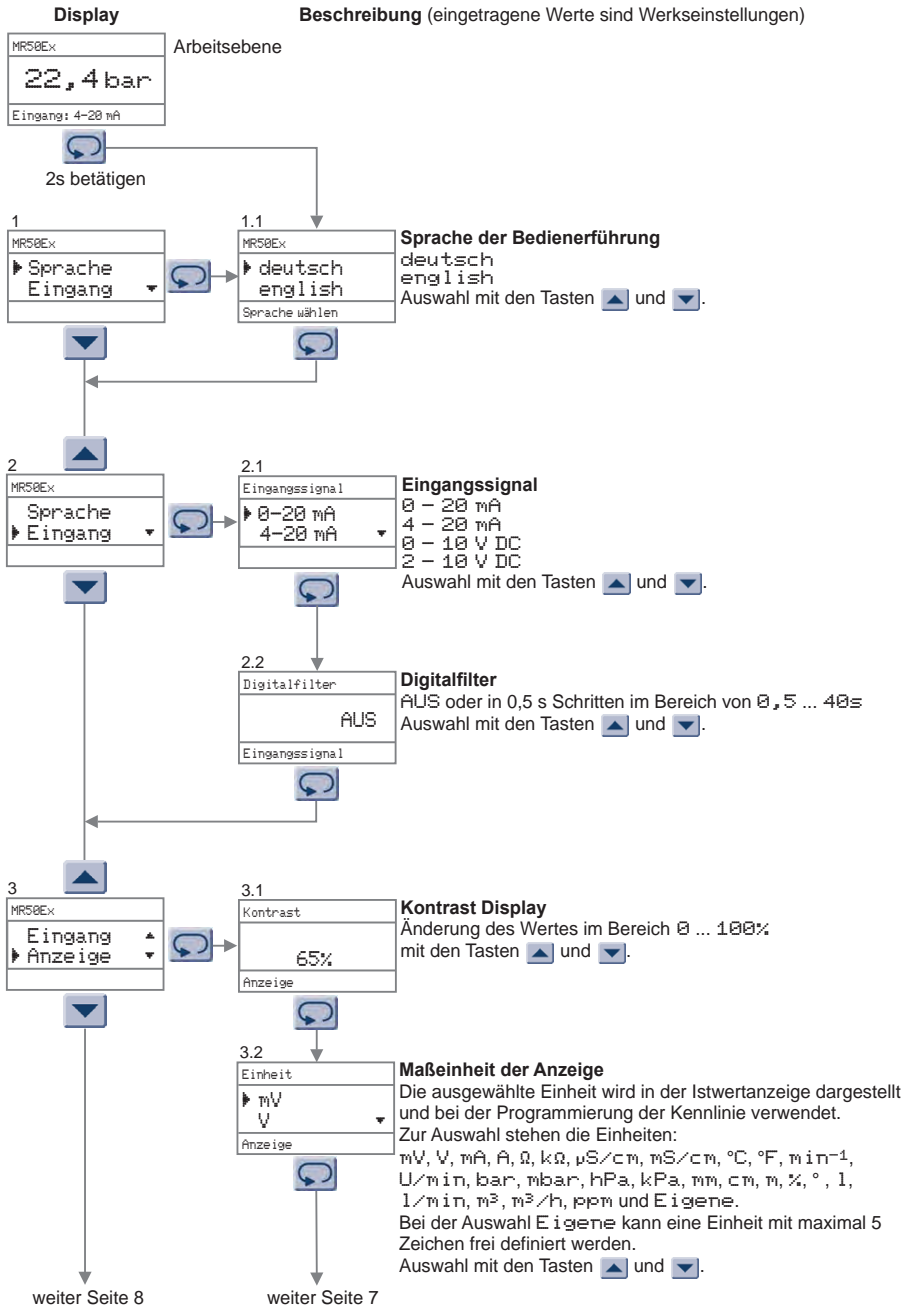 Display
Beschreibung (eingetragene Werte sind Werkseinstellungen)
MR50Ex
22,4 bar
Eingang: 4-20 mA
Arbeitsebene
2s betätigen
1
MR50Ex
Sprache
Eingang
1.1
MR50Ex
deutsch
english
Sprache wählen
Sprache der Bedienerführung
deutsch
english
Auswahl mit den Tasten ▲ und ▼.
2
MR50Ex
Sprache
Eingang
2.1
Eingangssignal
0-20 mA
4-20 mA
Eingangssignal
0 – 20 mA
4 – 20 mA
0 – 10 V DC
2 – 10 V DC
Auswahl mit den Tasten ▲ und ▼.
2.2
Digitalfilter
AUS
Eingangssignal
Digitalfilter
AUS oder in 0,5 s Schritten im Bereich von 0,5 ... 40s
Auswahl mit den Tasten ▲ und ▼.
3
MR50Ex
Eingang
Anzeige
3.1
Kontrast
65%
Anzeige
Kontrast Display
Änderung des Wertes im Bereich 0 ... 100%
mit den Tasten ▲ und ▼.
3.2
Einheit
mV
V
Anzeige
Maßeinheit der Anzeige
Die ausgewählte Einheit wird in der Istwertanzeige dargestellt
und bei der Programmierung der Kennlinie verwendet.
Zur Auswahl stehen die Einheiten:
mV, V, mA, A, Ω, kΩ, µS/cm, mS/cm, °C, °F, min⁻¹,
U/min, bar, mbar, hPa, kPa, mm, cm, m, %, °, l,
l/min, m³, m³/h, ppm und Eigene.
Bei der Auswahl Eigene kann eine Einheit mit maximal 5
Zeichen frei definiert werden.
Auswahl mit den Tasten ▲ und ▼.
weiter Seite 8
weiter Seite 7